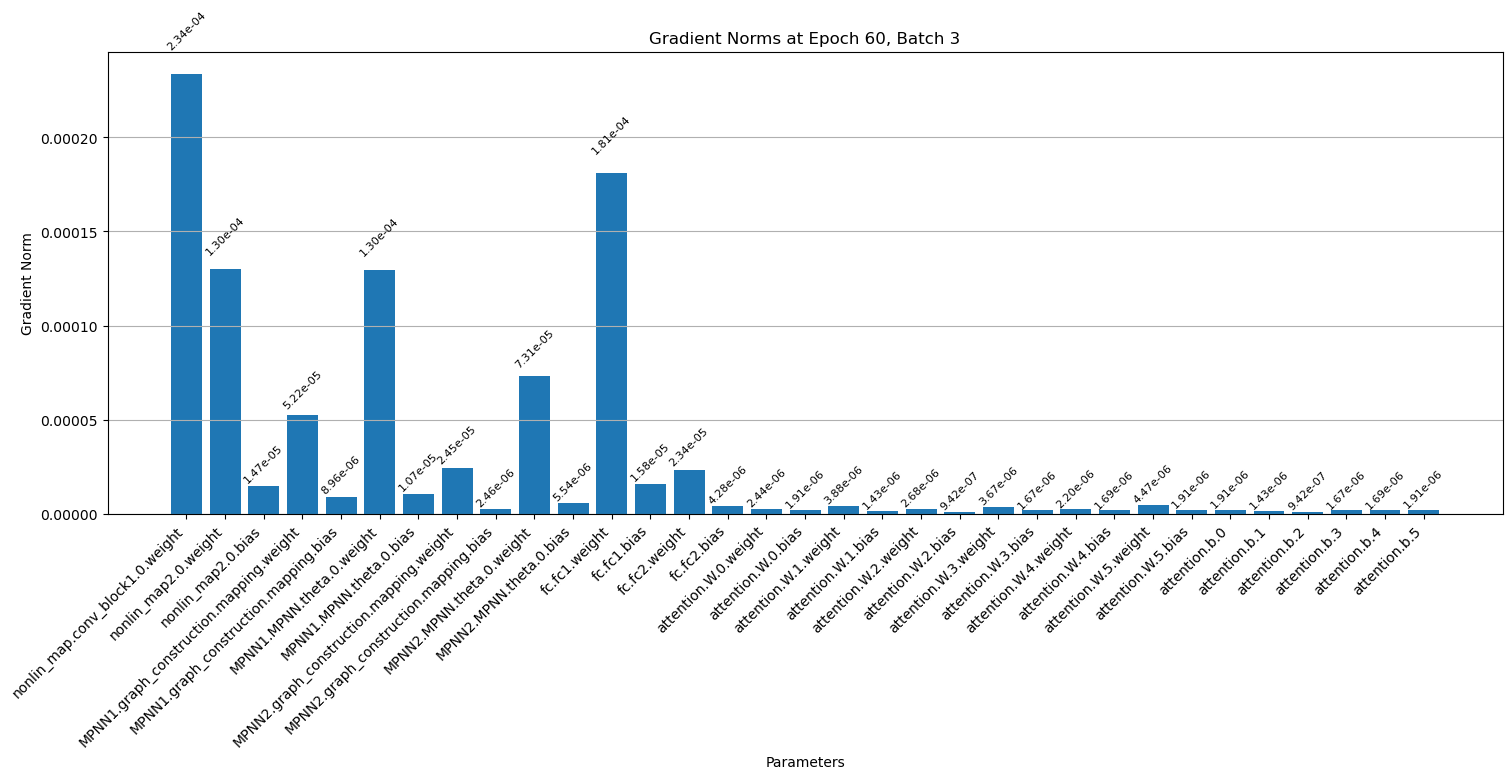 Gradient Norms at Epoch 60, Batch 3
Gradient Norm
0.00020
0.00015
0.00010
0.00005
0.00000
2.34e-04
1.30e-04
1.47e-05
5.22e-05
8.96e-06
1.30e-04
1.07e-05
2.45e-05
2.46e-06
7.31e-05
5.54e-06
1.81e-04
1.58e-05
2.34e-05
4.28e-06
2.44e-06
1.91e-06
3.88e-06
1.43e-06
2.68e-06
9.42e-07
3.67e-06
1.67e-06
2.20e-06
1.69e-06
4.47e-06
1.91e-06
1.91e-06
1.43e-06
9.42e-07
1.67e-06
1.69e-06
1.91e-06
nonlin_map.conv_block1.0.weight
nonlin_map2.0.weight
nonlin_map2.0.bias
MPNN1.graph_construction.mapping.weight
MPNN1.graph_construction.mapping.bias
MPNN1.MPNN.theta.0.weight
MPNN1.MPNN.theta.0.bias
MPNN2.graph_construction.mapping.weight
MPNN2.graph_construction.mapping.bias
MPNN2.MPNN.theta.0.weight
MPNN2.MPNN.theta.0.bias
fc.fc1.weight
fc.fc1.bias
fc.fc2.weight
fc.fc2.bias
attention.W.0.weight
attention.W.0.bias
attention.W.1.weight
attention.W.1.bias
attention.W.2.weight
attention.W.2.bias
attention.W.3.weight
attention.W.3.bias
attention.W.4.weight
attention.W.4.bias
attention.W.5.weight
attention.W.5.bias
attention.b.0
attention.b.1
attention.b.2
attention.b.3
attention.b.4
attention.b.5
Parameters